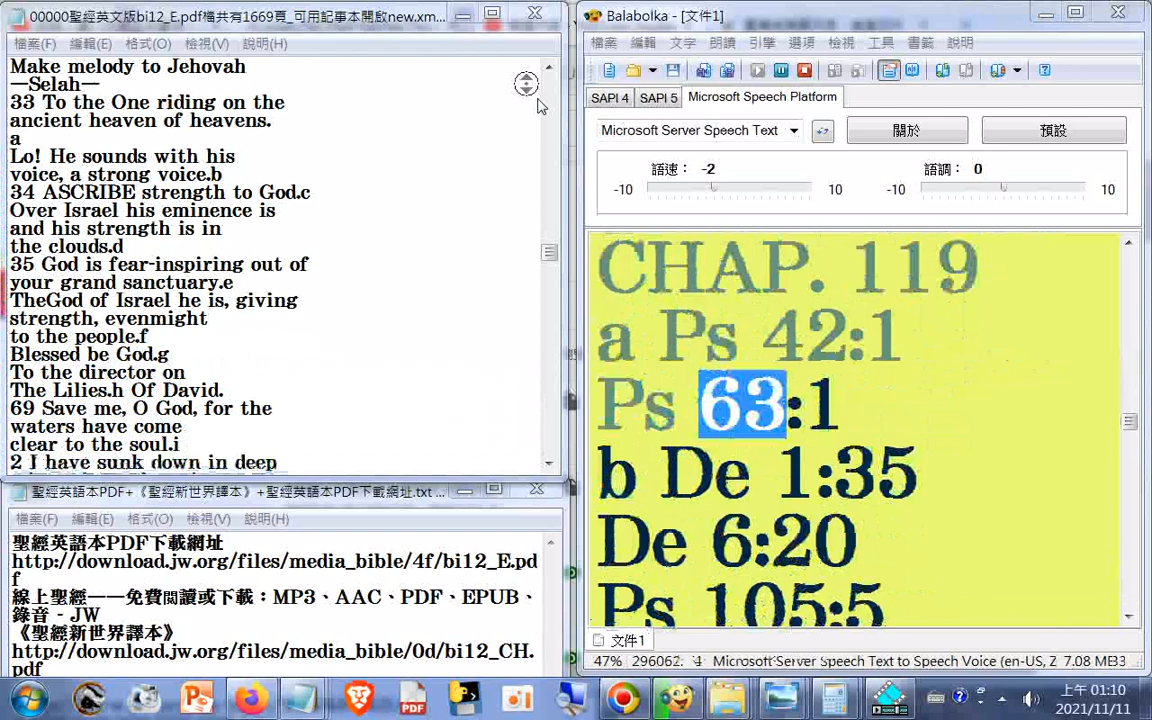 00000聖經英文版bi12_E.pdf檔共有1669頁_可用記事本開啟new.xm...
檔案(F) 編輯(E) 格式(O) 檢視(V) 說明(H)
Make melody to Jehovah
—Selah—
33 To the One riding on the
ancient heaven of heavens.
a
Lo! He sounds with his
voice, a strong voice.b
34 ASCRIBE strength to God.c
Over Israel his eminence is
and his strength is in
the clouds.d
35 God is fear-inspiring out of
your grand sanctuary.e
TheGod of Israel he is, giving
strength, evenmight
to the people.f
Blessed be God.g
To the director on
The Lilies.h Of David.
69 Save me, O God, for the
waters have come
clear to the soul.i
2 I have sunk down in deep
聖經英語本PDF+《聖經新世界譯本》+聖經英語本PDF下載網址.txt ...
檔案(F) 編輯(E) 格式(O) 檢視(V) 說明(H)
聖經英語本PDF下載網址
http://download.jw.org/files/media_bible/4f/bi12_E.pd
f
線上聖經——免費閱讀或下載：MP3、AAC、PDF、EPUB、
錄音 - JW
《聖經新世界譯本》
http://download.jw.org/files/media_bible/0d/bi12_CH.
pdf
Balabolka - [文件1]
檔案 編輯 文字 朗讀 引擎 選項 檢視 工具 書籤 說明
SAPI 4 SAPI 5 Microsoft Speech Platform
Microsoft Server Speech Text 關於 預設
語速： -2 語調： 0
-10 10 -10 10
CHAP. 119
a Ps 42:1
Ps 63:1
b De 1:35
De 6:20
Ps 105:5
文件1
47% 296062. Microsoft Server Speech Text to Speech Voice (en-US, Z 7.08 MB
上午 01:10
2021/11/11